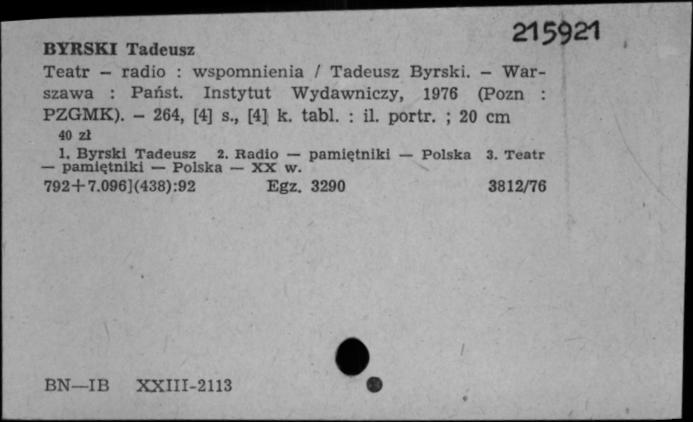 215921
BYRSKI Tadeusz
Teatr — radio : wspomnienia / Tadeusz Byrski. — War-
szawa : Państ. Instytut Wydawniczy, 1976 (Pozn :
PZGMK). — 264, [4] s., [4] k. tabl. : il. portr. ; 20 cm
40 zł
1. Byrski Tadeusz 2. Radio — pamiętniki — Polska 3. Teatr
— pamiętniki — Polska — XX w.
792+7.096](438):92 Egz. 3290 3812/76
BN—IB XXIII-2113